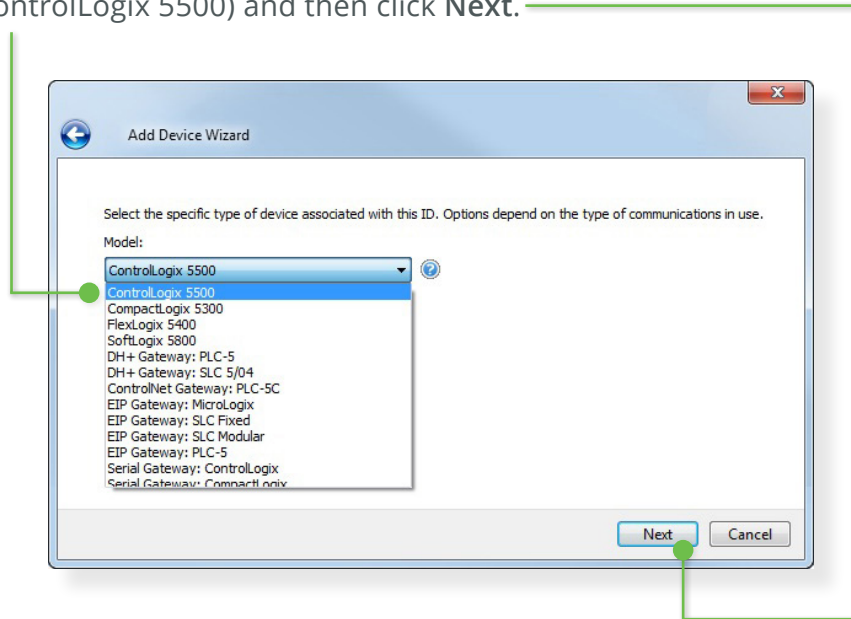 ontrolLogix 5500) and then click Next.
X
Add Device Wizard
Select the specific type of device associated with this ID. Options depend on the type of communications in use.
Model:
ControlLogix 5500
?
ControlLogix 5500
CompactLogix 5300
FlexLogix 5400
SoftLogix 5800
DH+ Gateway: PLC-5
DH+ Gateway: SLC 5/04
ControlNet Gateway: PLC-5C
EIP Gateway: MicroLogix
EIP Gateway: SLC Fixed
EIP Gateway: SLC Modular
EIP Gateway: PLC-5
Serial Gateway: ControlLogix
Serial Gateway: CompactLogix
Next Cancel